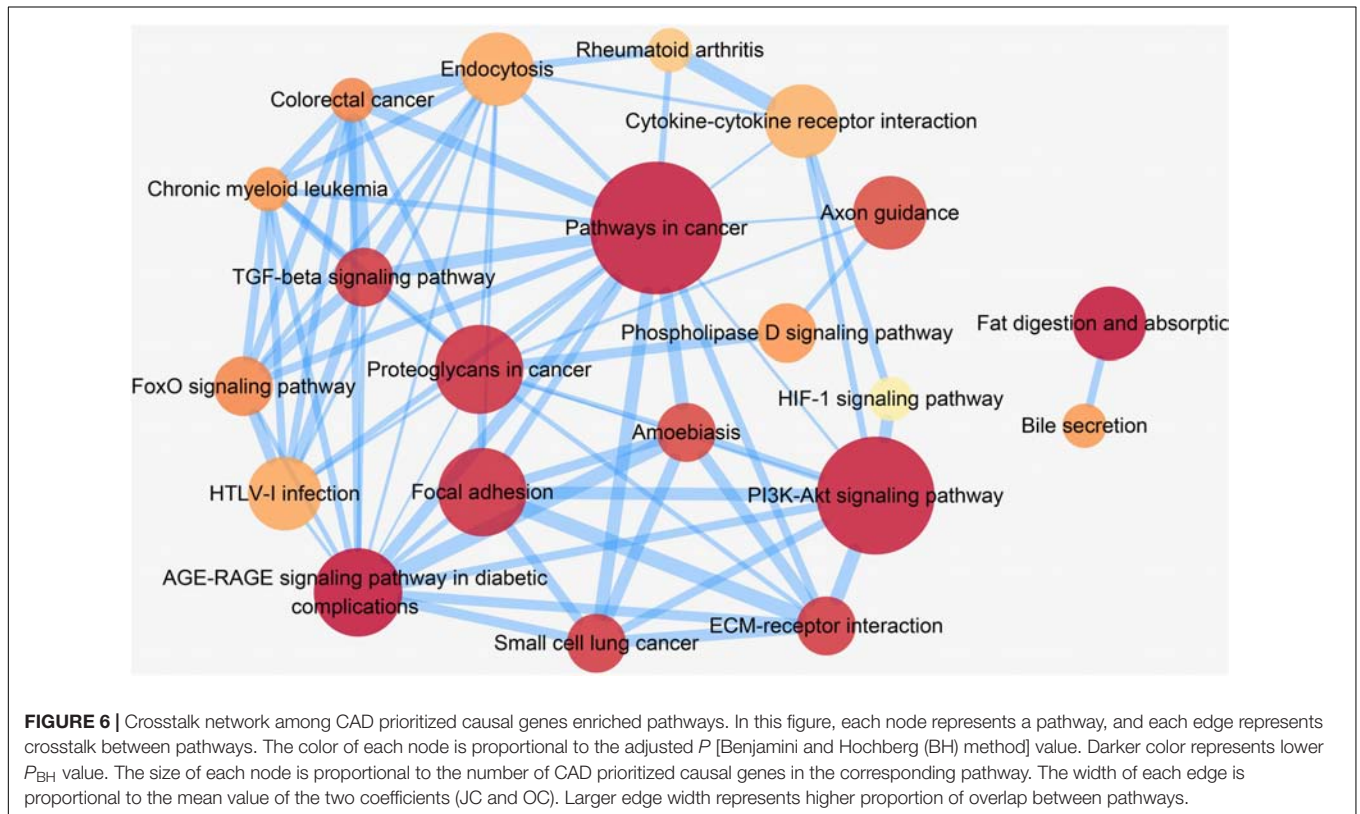 Rheumatoid arthritis
Endocytosis
Colorectal cancer
Cytokine-cytokine receptor interaction
Chronic myeloid leukemia
Axon guidance
Pathways in cancer
TGF-beta signaling pathway
Fat digestion and absorptic
Phospholipase D signaling pathway
Proteoglycans in cancer
FoxO signaling pathway
HIF-1 signaling pathway
Bile secretion
Amoebiasis
HTLV-I infection
Focal adhesion
PI3K-Akt signaling pathway
AGE-RAGE signaling pathway in diabetic
complications
ECM-receptor interaction
Small cell lung cancer
FIGURE 6 | Crosstalk network among CAD prioritized causal genes enriched pathways. In this figure, each node represents a pathway, and each edge represents
crosstalk between pathways. The color of each node is proportional to the adjusted P [Benjamini and Hochberg (BH) method] value. Darker color represents lower
P_BH value. The size of each node is proportional to the number of CAD prioritized causal genes in the corresponding pathway. The width of each edge is
proportional to the mean value of the two coefficients (JC and OC). Larger edge width represents higher proportion of overlap between pathways.